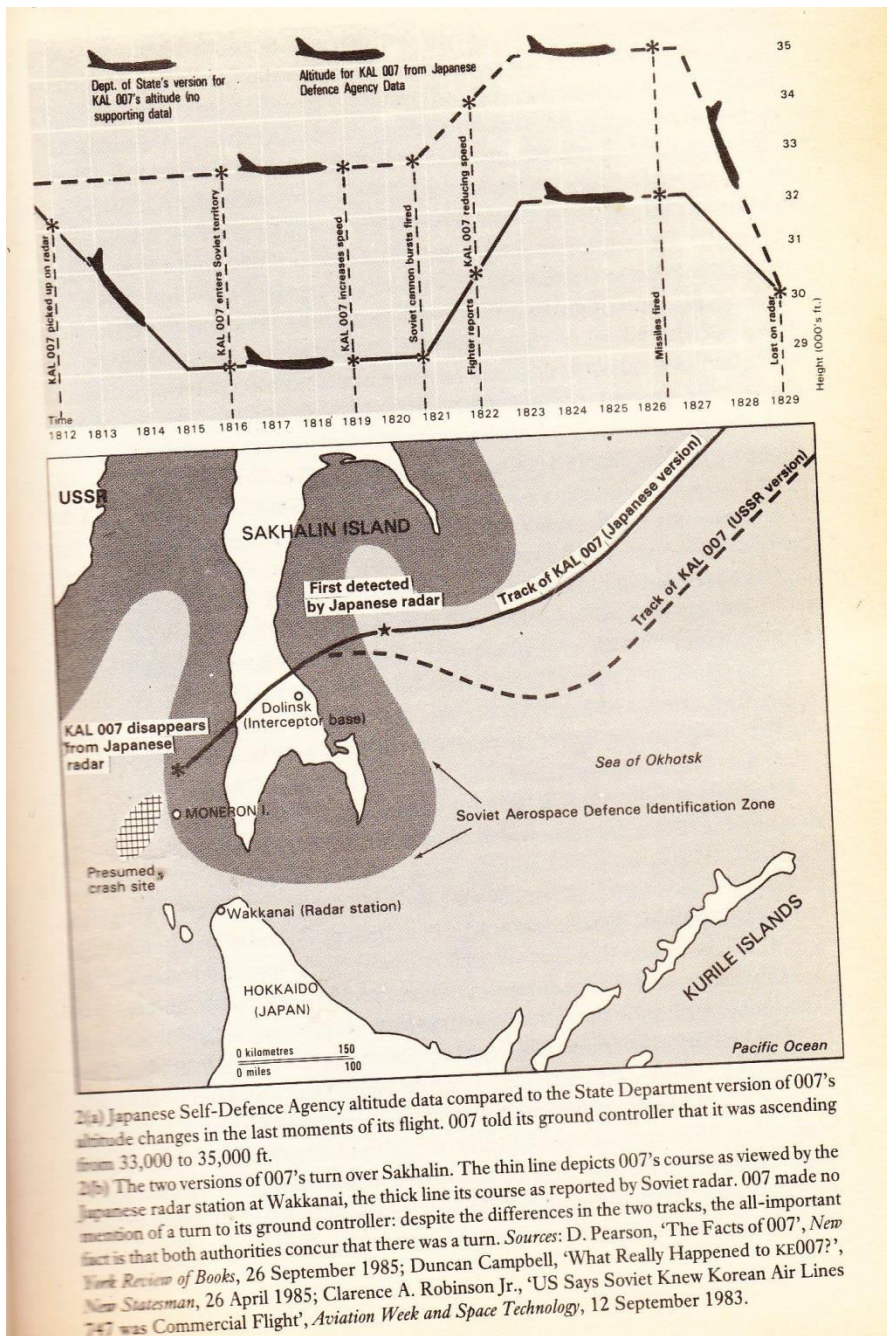 Dept. of State's version for
KAL 007's altitude (no
supporting data)
Altitude for KAL 007 from Japanese
Defence Agency Data
35
34
33
32
31
30
29
Height (000's ft.)
KAL 007 picked up on radar
KAL 007 enters Soviet territory
KAL 007 increases speed
Soviet cannon bursts fired
Fighter reports KAL 007 reducing speed
Missiles fired
Lost on radar
Time
1812 1813 1814 1815 1816 1817 1818 1819 1820 1821 1822 1823 1824 1825 1826 1827 1828 1829
USSR
SAKHALIN ISLAND
First detected
by Japanese radar
Track of KAL 007 (Japanese version)
Track of KAL 007 (USSR version)
Dolinsk
(Interceptor base)
KAL 007 disappears
from Japanese
radar
Sea of Okhotsk
MONERON I.
Soviet Aerospace Defence Identification Zone
Presumed
crash site
Wakkanai (Radar station)
KURILE ISLANDS
HOKKAIDO
(JAPAN)
0 kilometres 150
0 miles 100
Pacific Ocean
2(a) Japanese Self-Defence Agency altitude data compared to the State Department version of 007's
altitude changes in the last moments of its flight. 007 told its ground controller that it was ascending
from 33,000 to 35,000 ft.
2(b) The two versions of 007's turn over Sakhalin. The thin line depicts 007's course as viewed by the
Japanese radar station at Wakkanai, the thick line its course as reported by Soviet radar. 007 made no
mention of a turn to its ground controller: despite the differences in the two tracks, the all-important
fact is that both authorities concur that there was a turn. Sources: D. Pearson, 'The Facts of 007', New
York Review of Books, 26 September 1985; Duncan Campbell, 'What Really Happened to KE007?',
New Statesman, 26 April 1985; Clarence A. Robinson Jr., 'US Says Soviet Knew Korean Air Lines
747 was Commercial Flight', Aviation Week and Space Technology, 12 September 1983.